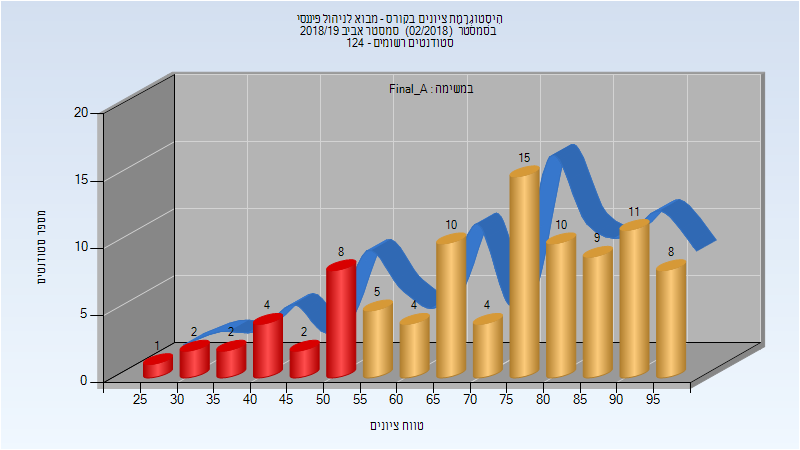 היסטוגרמת ציונים בקורס - מבוא לניהול פיננסי
בסמסטר (02/2018) סמסטר אביב 2018/19
סטודנטים רשומים - 124
במשימה : Final_A
20
15
10
5
0
מספר סטודנטים
1
2
2
4
2
8
5
4
10
4
15
10
9
11
8
25 30 35 40 45 50 55 60 65 70 75 80 85 90 95
טווח ציונים